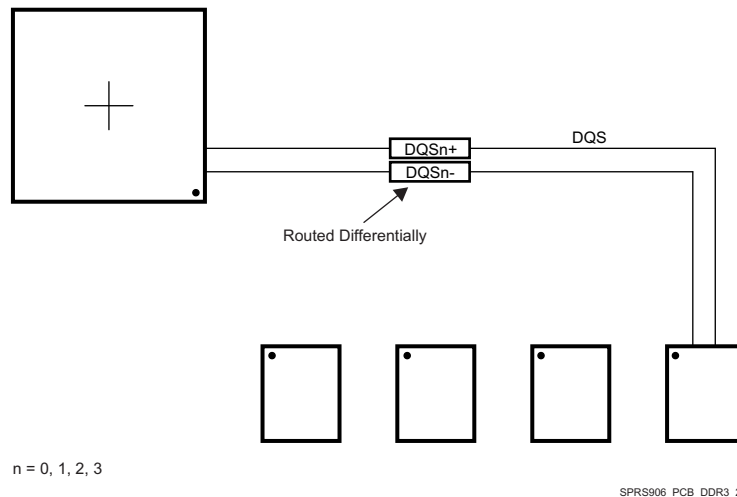 DQSn+
DQS
DQSn-
Routed Differentially
n = 0, 1, 2, 3
SPRS906_PCB_DDR3_